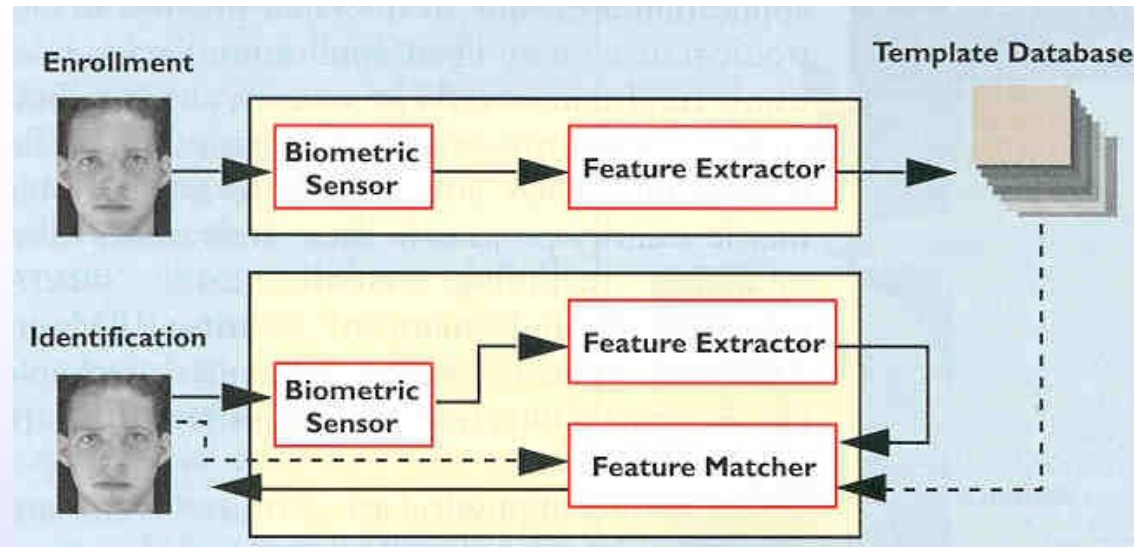 Enrollment
Template Database
Biometric
Sensor
Feature Extractor
Identification
Biometric
Sensor
Feature Extractor
Feature Matcher